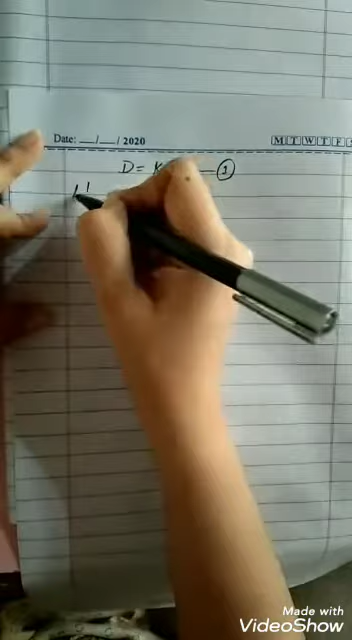 Date: __/__/ 2020
M T W T F S
D = K — ①
Made with
VideoShow